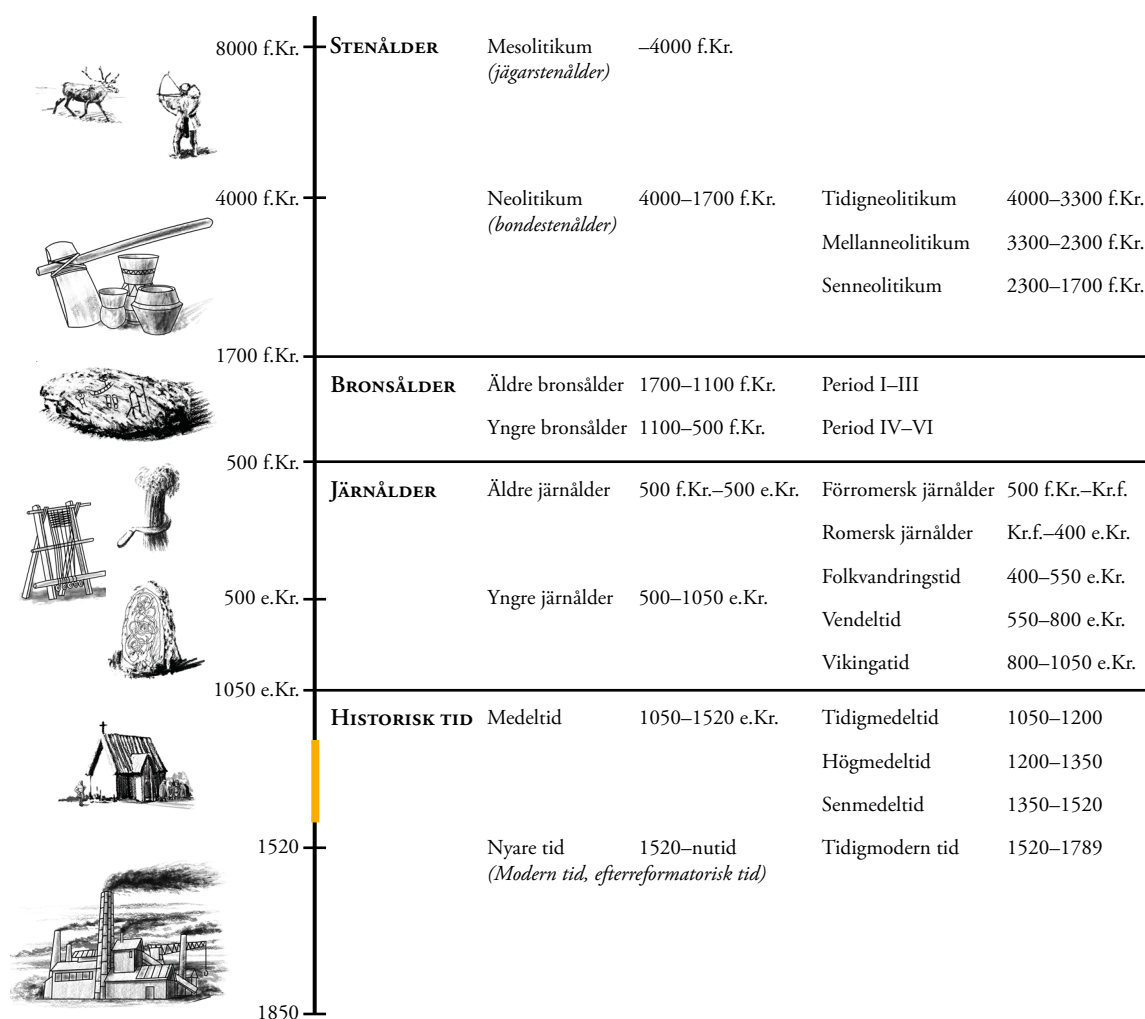 8000 f.Kr. STENÅLDER Mesolitikum –4000 f.Kr.
(jägarstenålder)
4000 f.Kr. Neolitikum 4000–1700 f.Kr. Tidigneolitikum 4000–3300 f.Kr.
(bondestenålder)
Mellanneolitikum 3300–2300 f.Kr.
Senneolitikum 2300–1700 f.Kr.
1700 f.Kr.
BRONSÅLDER Äldre bronsålder 1700–1100 f.Kr. Period I–III
Yngre bronsålder 1100–500 f.Kr. Period IV–VI
500 f.Kr.
JÄRNÅLDER Äldre järnålder 500 f.Kr.–500 e.Kr. Förromersk järnålder 500 f.Kr.–Kr.f.
Romersk järnålder Kr.f.–400 e.Kr.
Folkvandringstid 400–550 e.Kr.
500 e.Kr. Yngre järnålder 500–1050 e.Kr.
Vendeltid 550–800 e.Kr.
Vikingatid 800–1050 e.Kr.
1050 e.Kr.
HISTORISK TID Medeltid 1050–1520 e.Kr. Tidigmedeltid 1050–1200
Högmedeltid 1200–1350
Senmedeltid 1350–1520
1520 Nyare tid 1520–nutid Tidigmodern tid 1520–1789
(Modern tid, efterreformatorisk tid)
1850